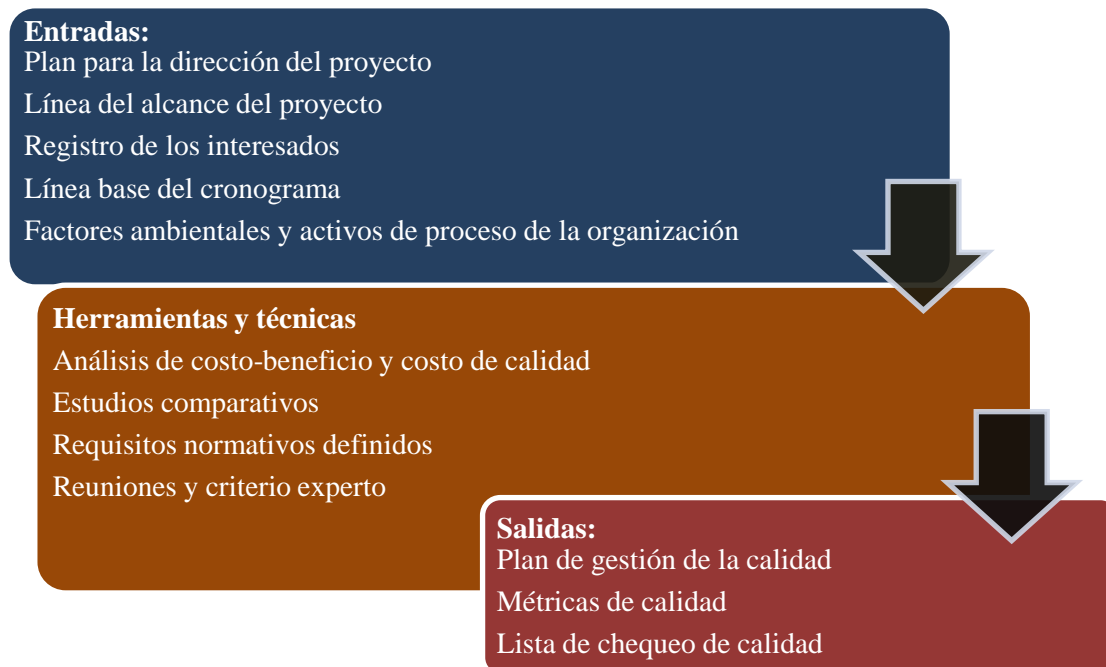 Entradas:
Plan para la dirección del proyecto
Línea del alcance del proyecto
Registro de los interesados
Línea base del cronograma
Factores ambientales y activos de proceso de la organización
Herramientas y técnicas
Análisis de costo-beneficio y costo de calidad
Estudios comparativos
Requisitos normativos definidos
Reuniones y criterio experto
Salidas:
Plan de gestión de la calidad
Métricas de calidad
Lista de chequeo de calidad